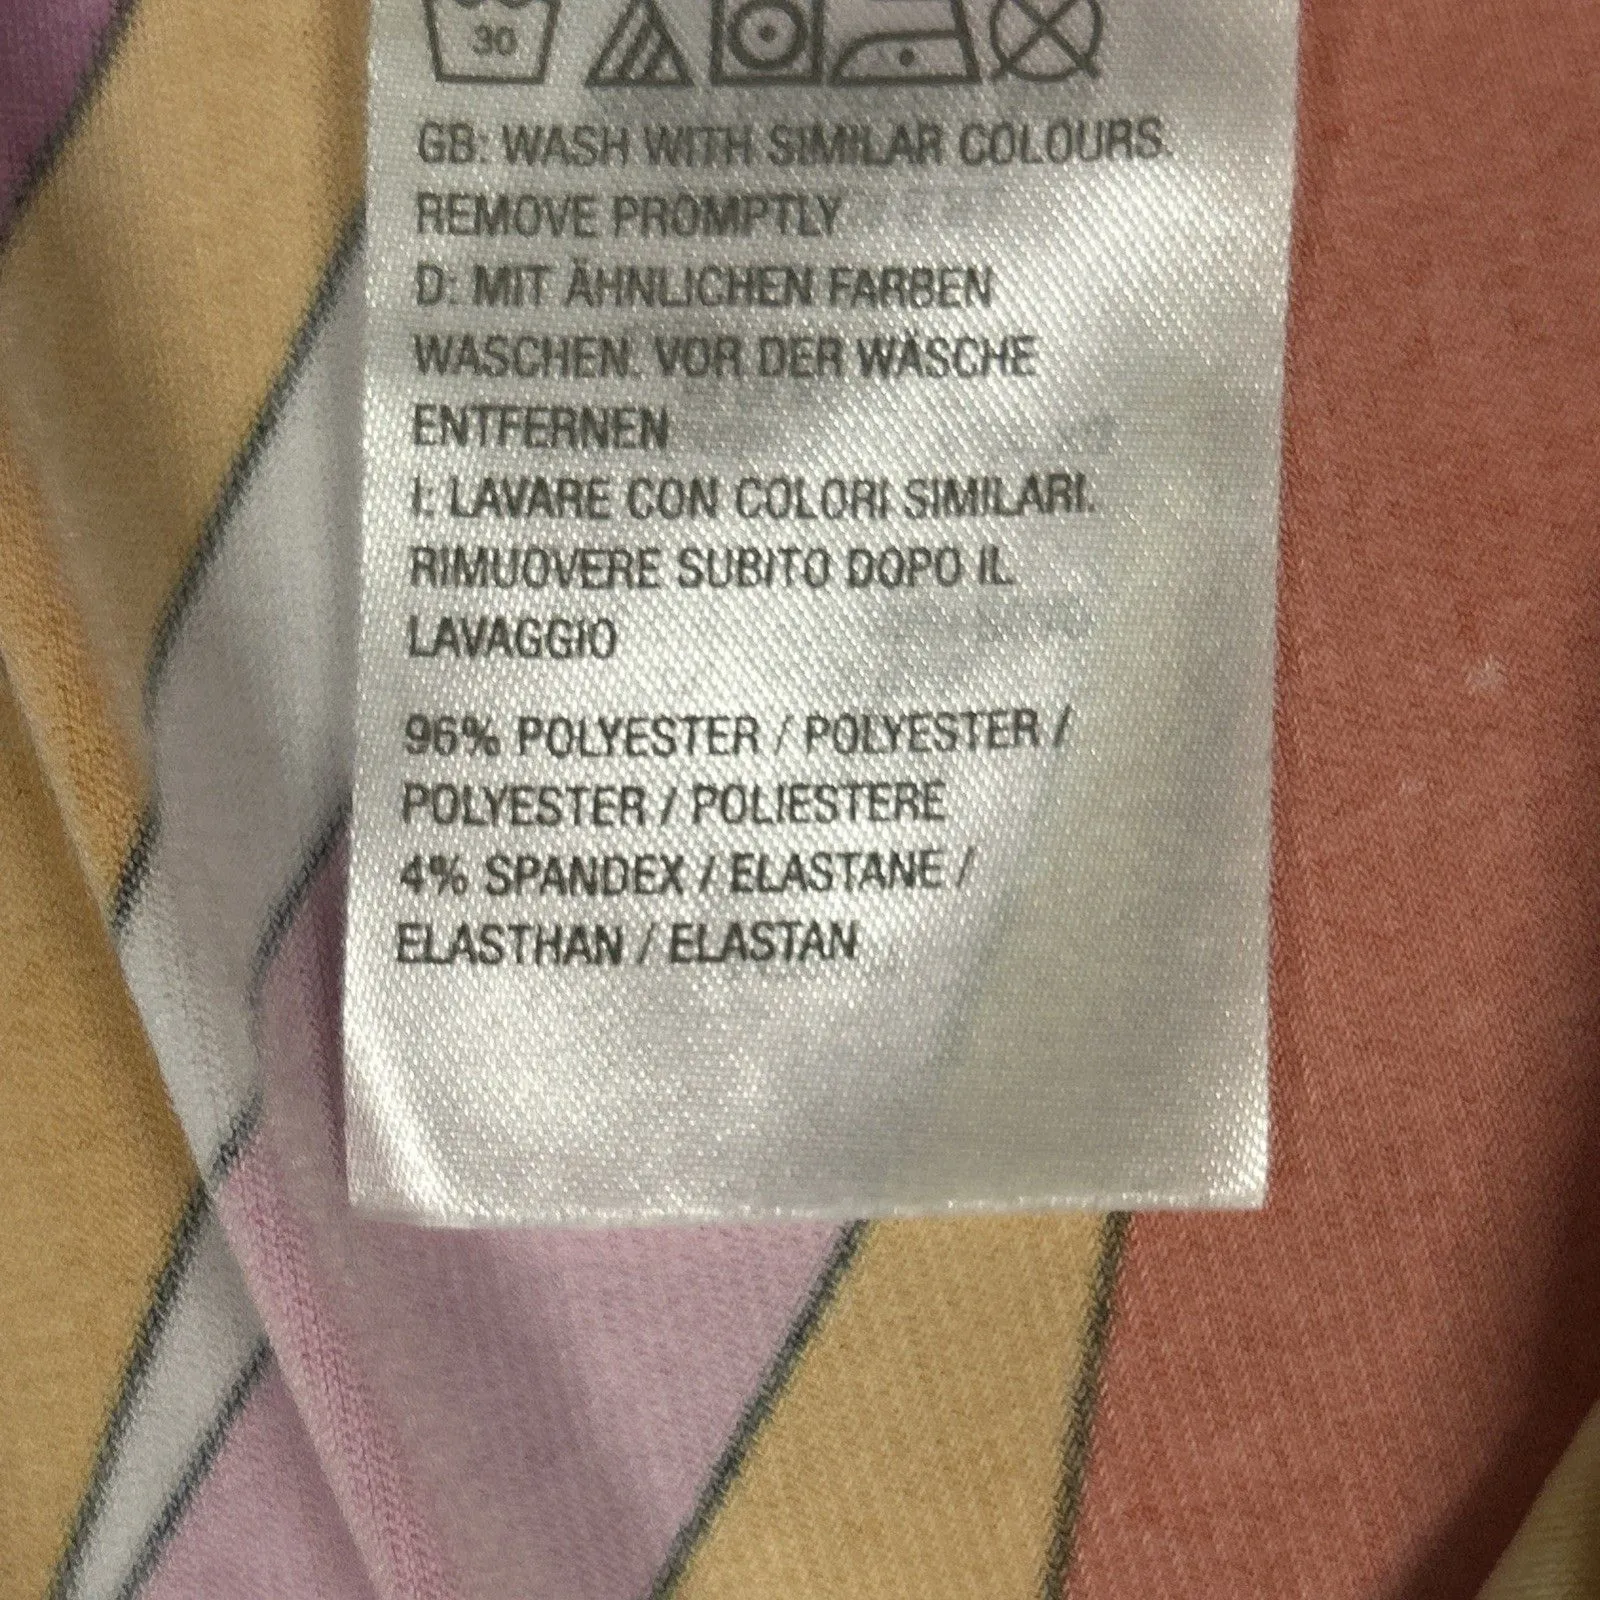 30
GB: WASH WITH SIMILAR COLOURS.
REMOVE PROMPTLY
D: MIT ÄHNLICHEN FARBEN
WASCHEN. VOR DER WÄSCHE
ENTFERNEN
I: LAVARE CON COLORI SIMILARI.
RIMUOVERE SUBITO DOPO IL
LAVAGGIO
96% POLYESTER / POLYESTER /
POLYESTER / POLIESTERE
4% SPANDEX / ELASTANE /
ELASTHAN / ELASTAN